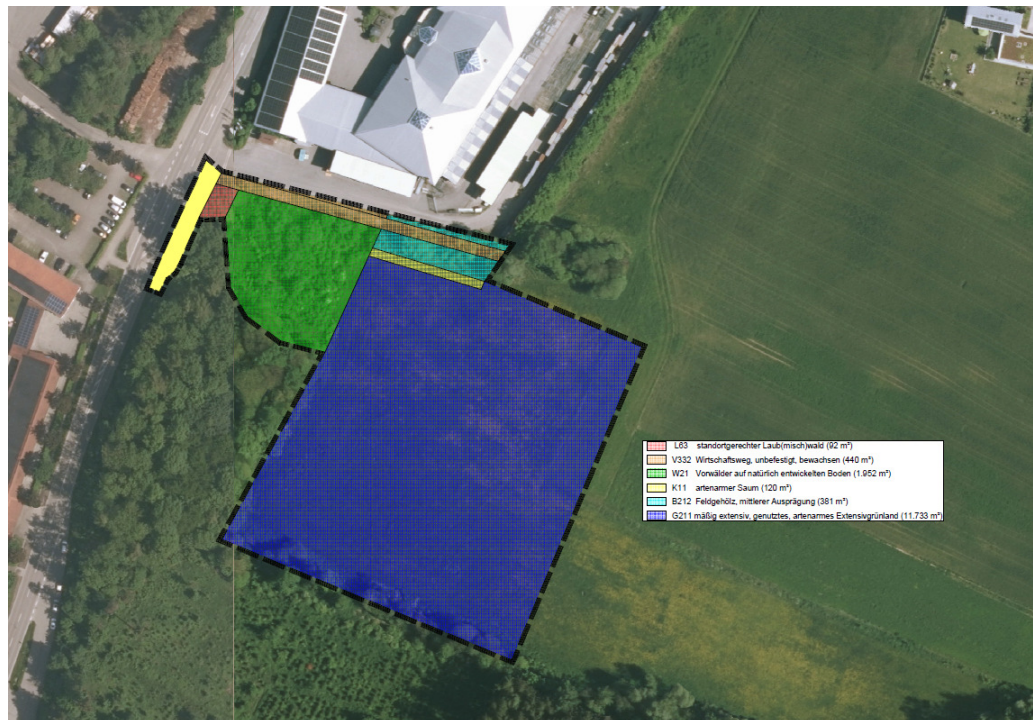 L63 standortgerechter Laub(misch)wald (92 m²)
V332 Wirtschaftsweg, unbefestigt, bewachsen (440 m²)
W21 Vorwälder auf natürlich entwickelten Boden (1.952 m²)
K11 artenarmer Saum (120 m²)
B212 Feldgehölz, mittlerer Ausprägung (381 m²)
G211 mäßig extensiv, genutztes, artenarmes Extensivgrünland (11.733 m²)